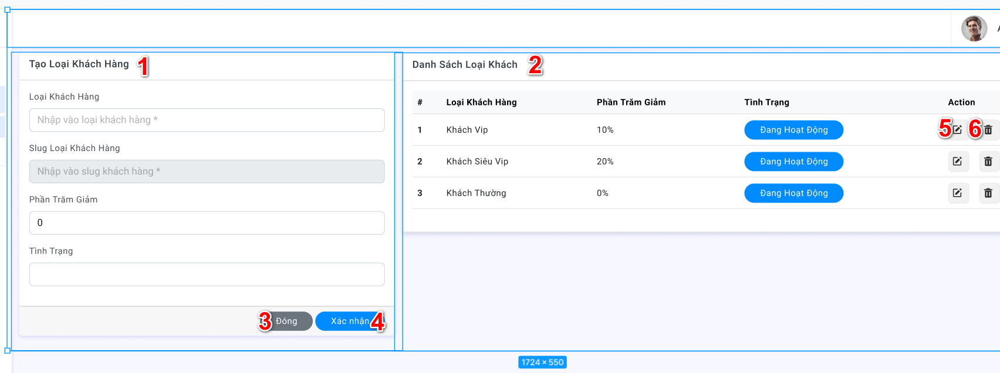 Tạo Loại Khách Hàng 1
Loại Khách Hàng
Nhập vào loại khách hàng *
Slug Loại Khách Hàng
Nhập vào slug khách hàng *
Phần Trăm Giảm
0
Tình Trạng
3 Đóng Xác nhận 4
Danh Sách Loại Khách 2
# Loại Khách Hàng Phần Trăm Giảm Tình Trạng Action
1 Khách Vip 10% Đang Hoạt Động 5 6
2 Khách Siêu Vip 20% Đang Hoạt Động
3 Khách Thường 0% Đang Hoạt Động
1724 × 550